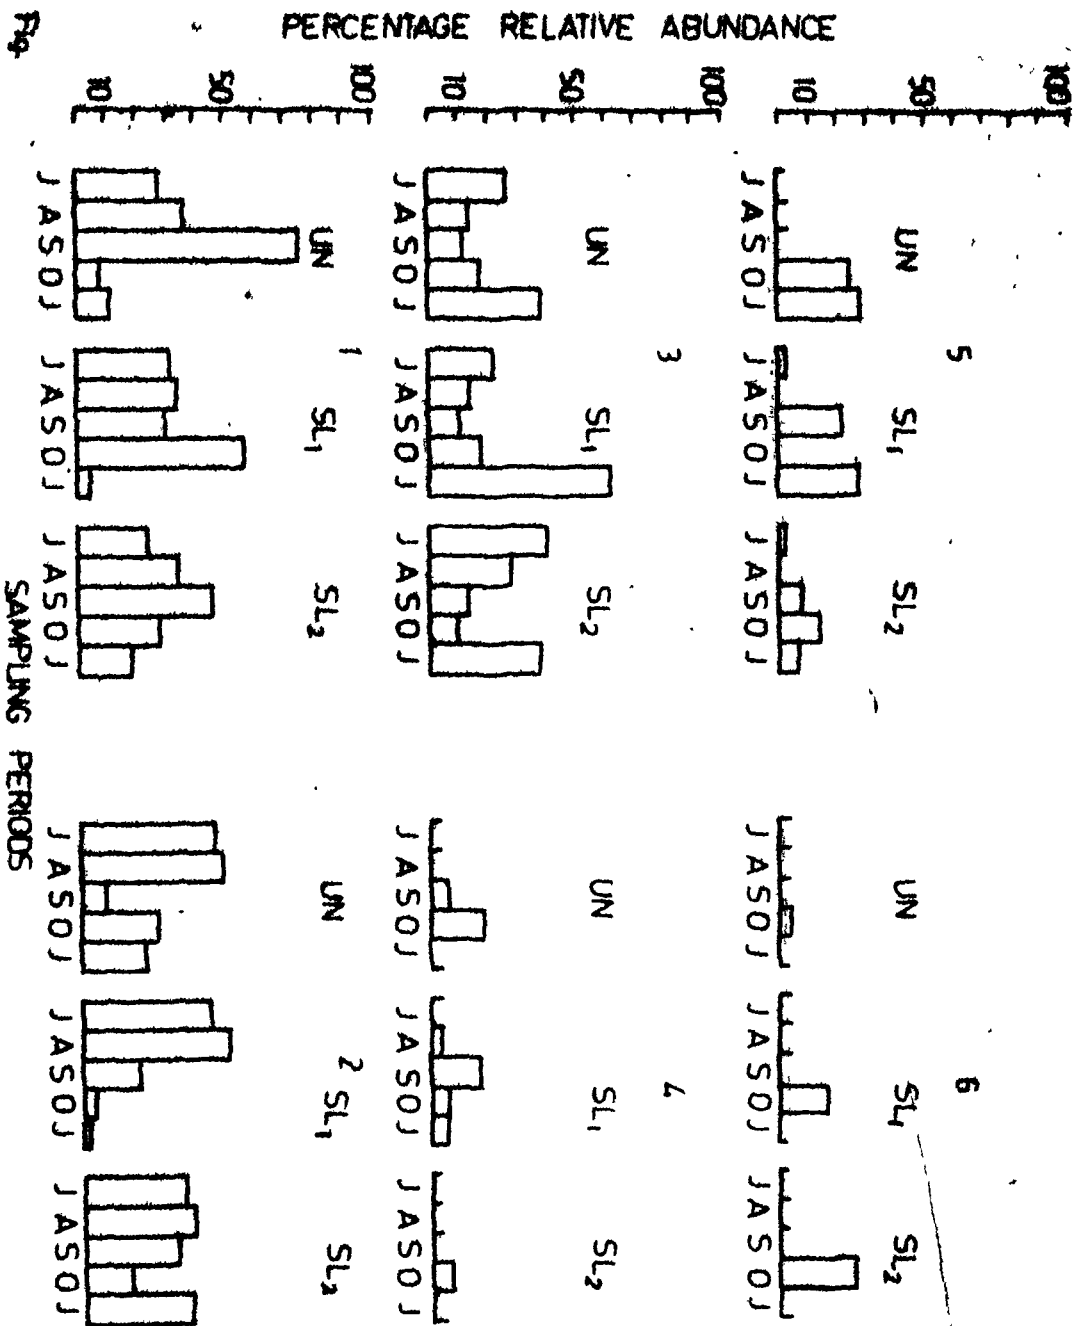 PERCENTAGE RELATIVE ABUNDANCE
100
5 6
50
UN SL₁ SL₂ UN SL₁ SL₂
10
J A S O J J A S O J J A S O J J A S O J J A S O J J A S O J
100
3 4
50
UN SL₁ SL₂ UN SL₁ SL₂
10
J A S O J J A S O J J A S O J J A S O J J A S O J J A S O J
100
1 2
50
UN SL₁ SL₂ UN SL₁ SL₂
10
J A S O J J A S O J J A S O J J A S O J J A S O J J A S O J
SAMPLING PERIODS
Fig.